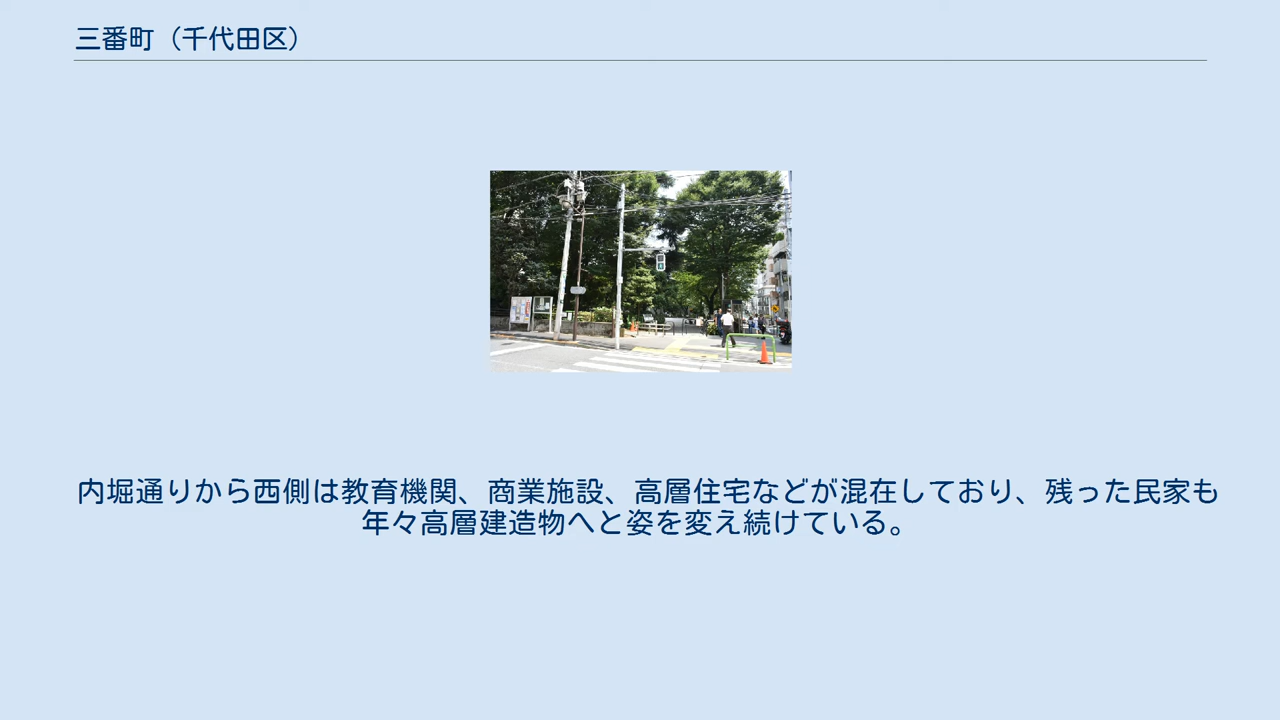 三番町（千代田区）
内堀通りから西側は教育機関、商業施設、高層住宅などが混在しており、残った民家も
年々高層建造物へと姿を変え続けている。